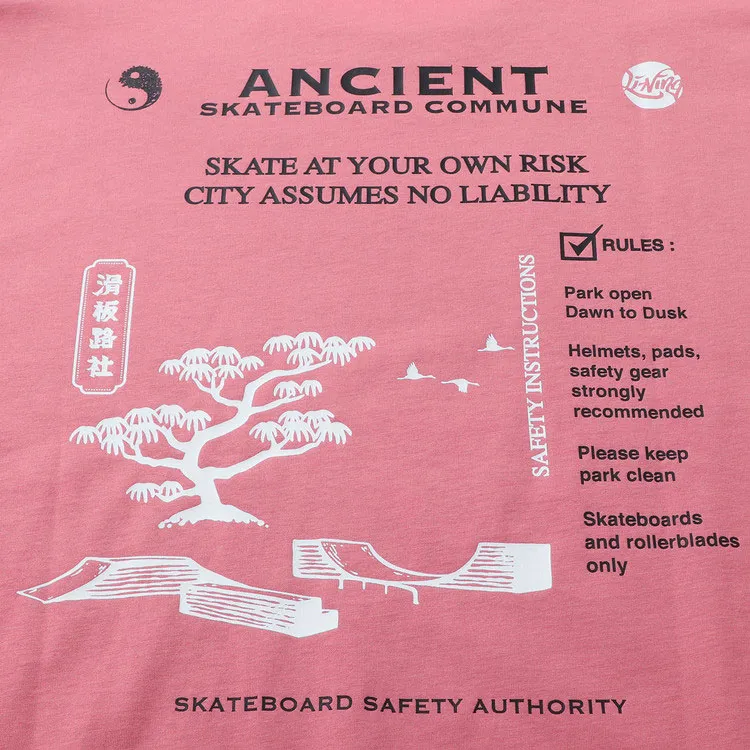 ANCIENT
SKATEBOARD COMMUNE
Li-Ning
SKATE AT YOUR OWN RISK
CITY ASSUMES NO LIABILITY
滑板路社
SAFETY INSTRUCTIONS
RULES :
Park open
Dawn to Dusk
Helmets, pads,
safety gear
strongly
recommended
Please keep
park clean
Skateboards
and rollerblades
only
SKATEBOARD SAFETY AUTHORITY